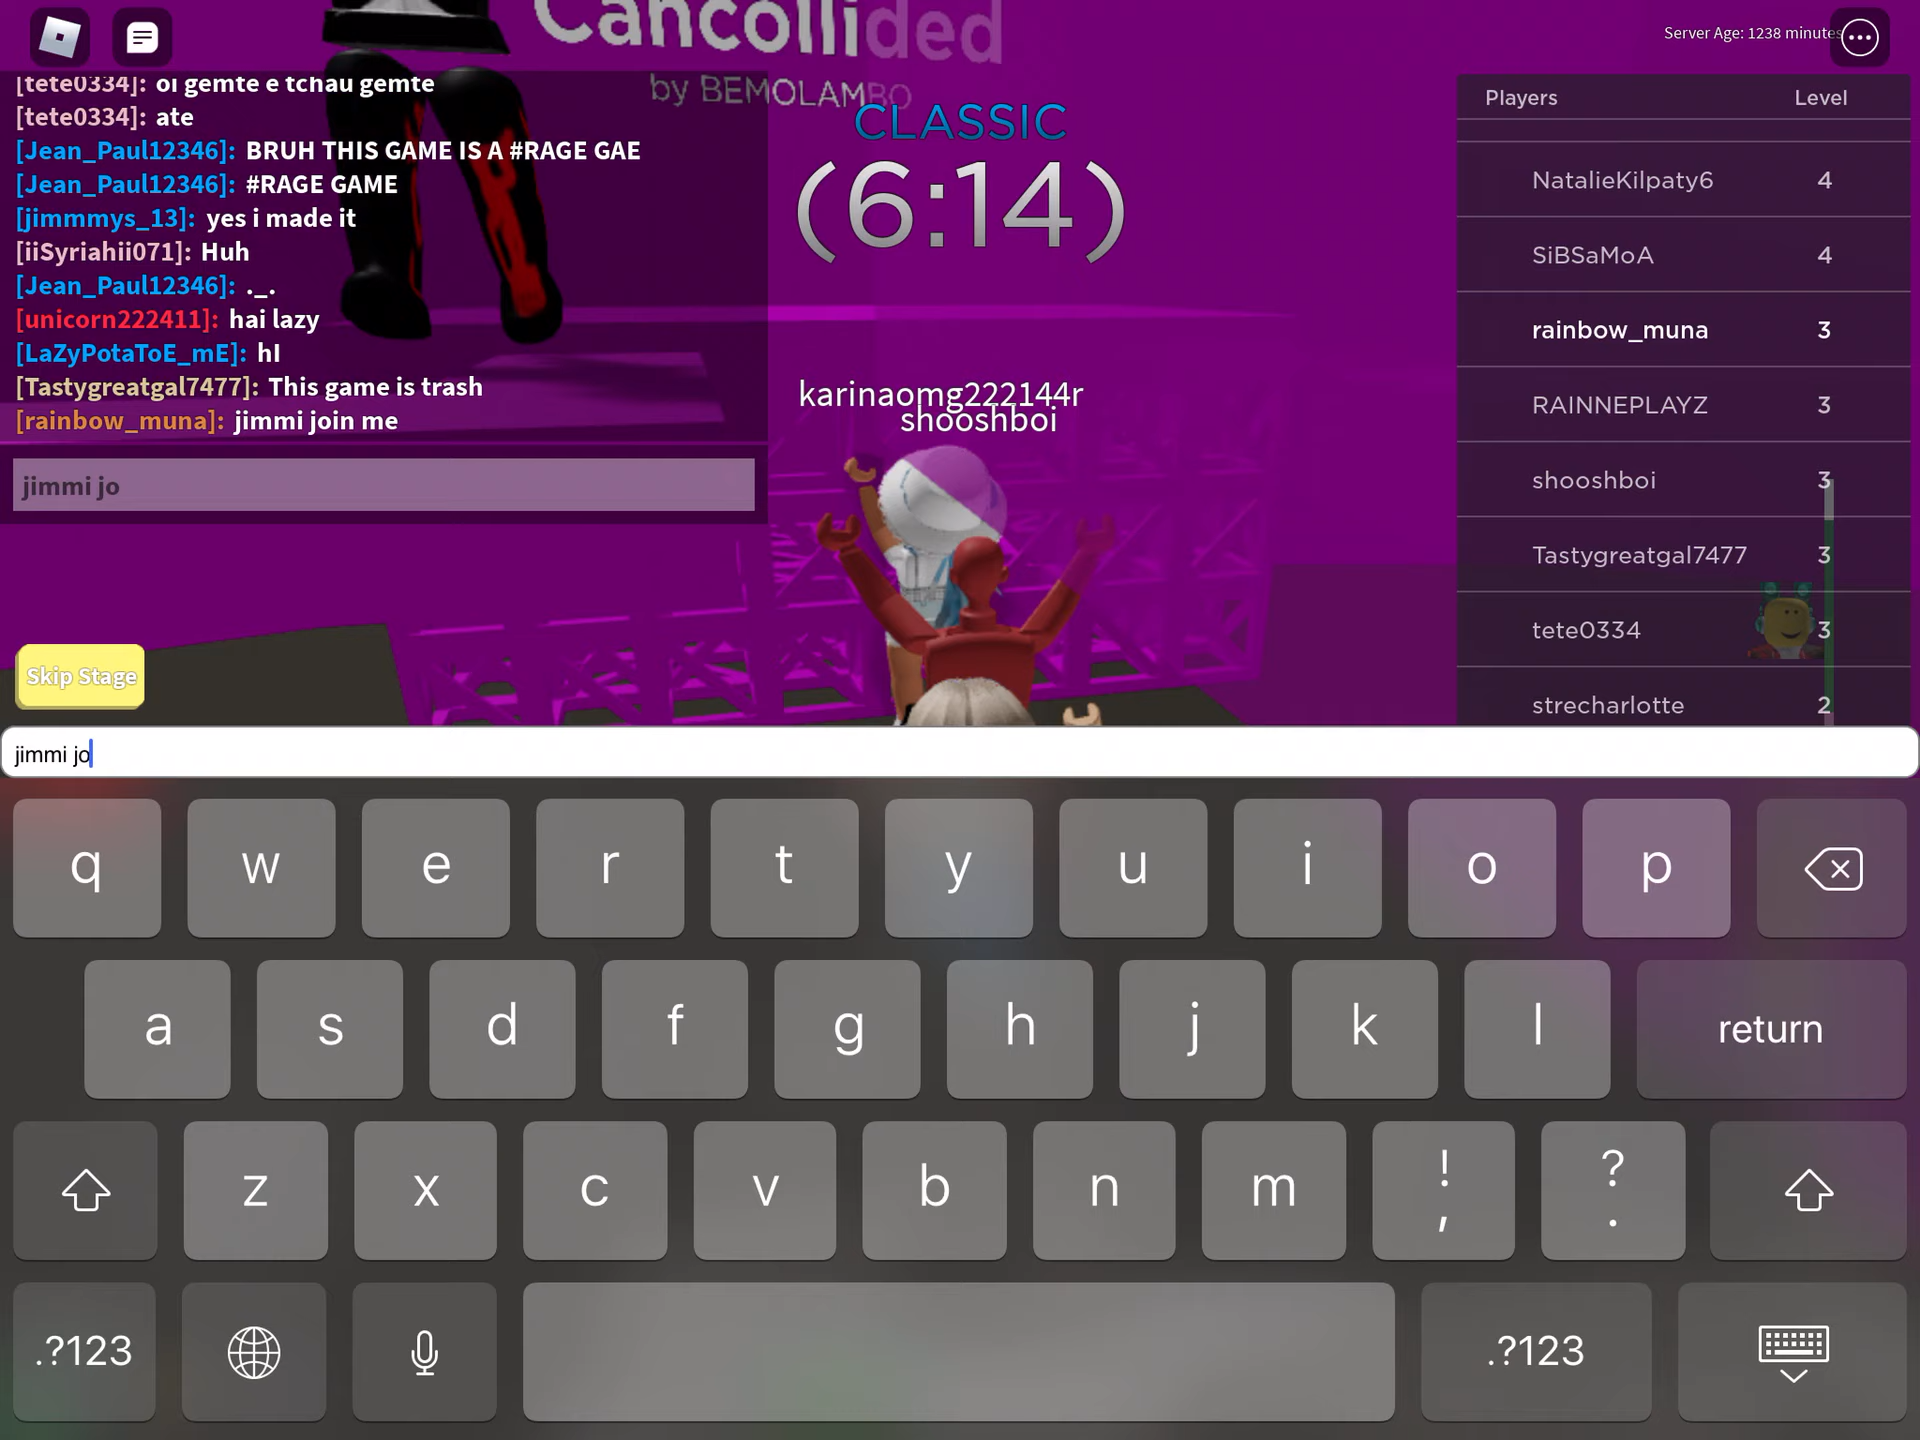 Cancollided
by BEMOLAMBO
Server Age: 1238 minutes
[tete0334]: oi gemte e tchau gemte
[tete0334]: ate
[Jean_Paul12346]: BRUH THIS GAME IS A #RAGE GAE
[Jean_Paul12346]: #RAGE GAME
[jimmmys_13]: yes i made it
[iiSyriahii071]: Huh
[Jean_Paul12346]: ._.
[unicorn222411]: hai lazy
[LaZyPotaToE_mE]: hI
[Tastygreatgal7477]: This game is trash
[rainbow_muna]: jimmi join me
jimmi jo
CLASSIC
(6:14)
karinaomg222144r
shooshboi
Players Level
NatalieKilpaty6 4
SiBSaMoA 4
rainbow_muna 3
RAINNEPLAYZ 3
shooshboi 3
Tastygreatgal7477 3
tete0334 3
strecharlotte 2
Skip Stage
jimmi jo
q w e r t y u i o p
a s d f g h j k l return
z x c v b n m ! , ? .
.?123 .?123